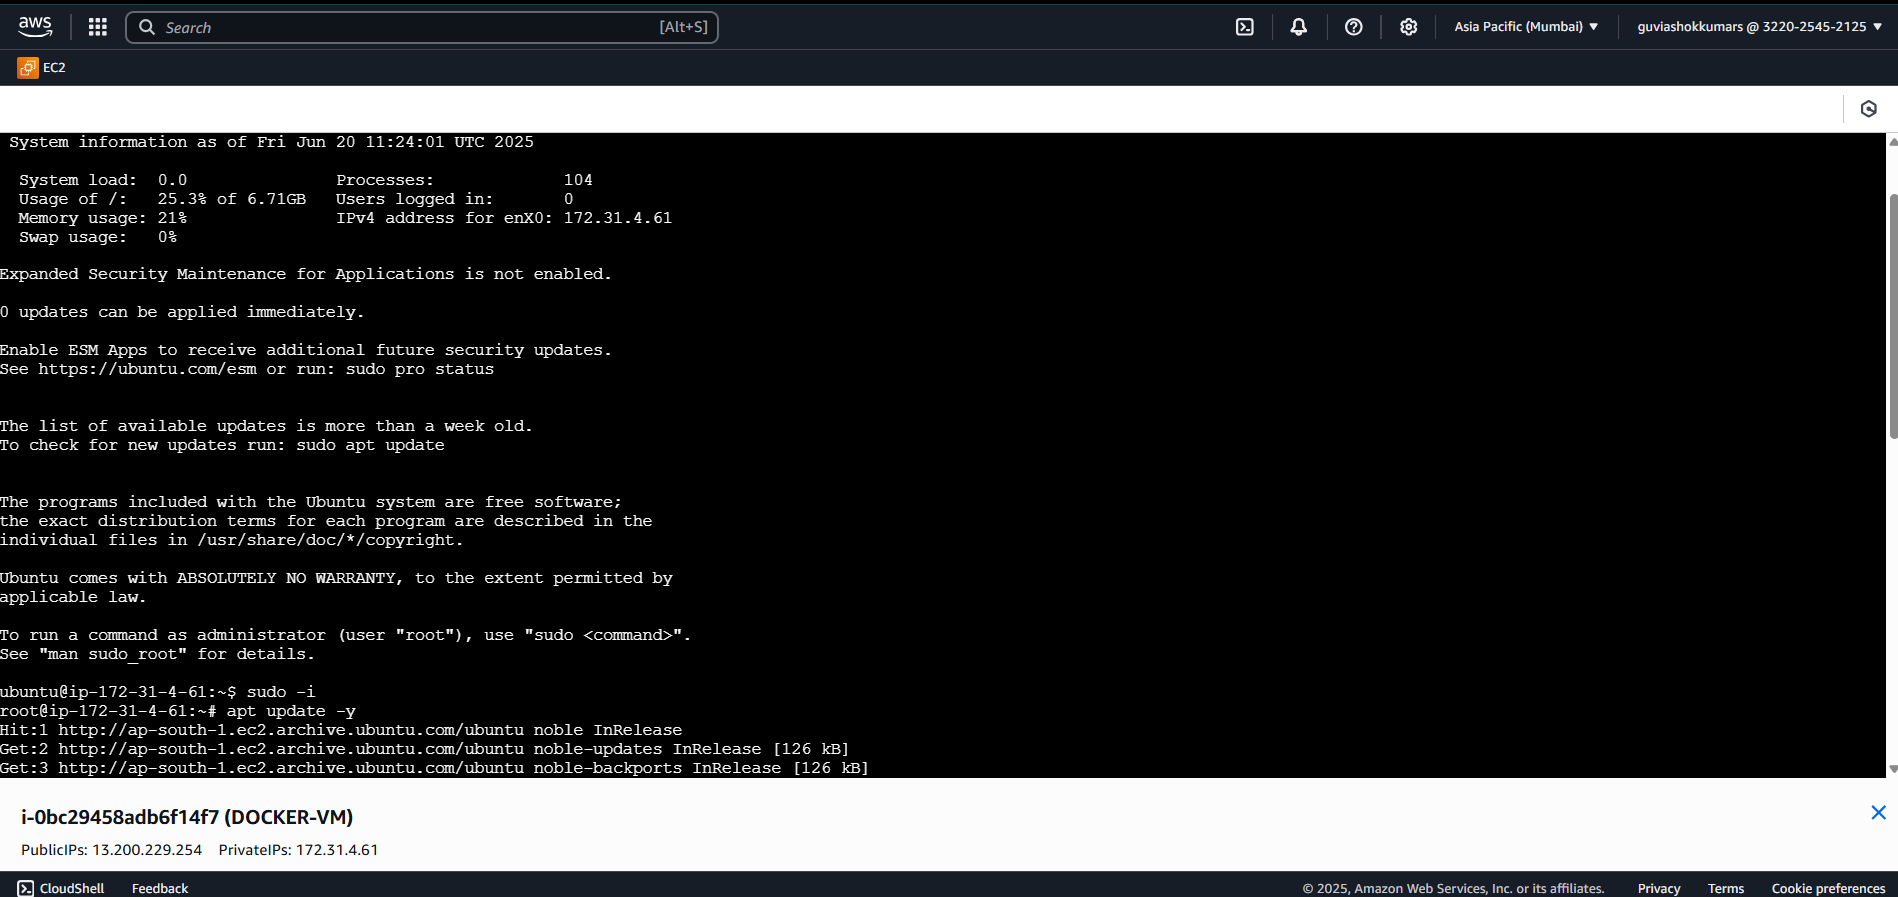 aws
Search [Alt+S]
Asia Pacific (Mumbai) guviashokkumars @ 3220-2545-2125
EC2
System information as of Fri Jun 20 11:24:01 UTC 2025
System load: 0.0 Processes: 104
Usage of /: 25.3% of 6.71GB Users logged in: 0
Memory usage: 21% IPv4 address for enX0: 172.31.4.61
Swap usage: 0%
Expanded Security Maintenance for Applications is not enabled.
0 updates can be applied immediately.
Enable ESM Apps to receive additional future security updates.
See https://ubuntu.com/esm or run: sudo pro status
The list of available updates is more than a week old.
To check for new updates run: sudo apt update
The programs included with the Ubuntu system are free software;
the exact distribution terms for each program are described in the
individual files in /usr/share/doc/*/copyright.
Ubuntu comes with ABSOLUTELY NO WARRANTY, to the extent permitted by
applicable law.
To run a command as administrator (user "root"), use "sudo <command>".
See "man sudo_root" for details.
ubuntu@ip-172-31-4-61:~$ sudo -i
root@ip-172-31-4-61:~# apt update -y
Hit:1 http://ap-south-1.ec2.archive.ubuntu.com/ubuntu noble InRelease
Get:2 http://ap-south-1.ec2.archive.ubuntu.com/ubuntu noble-updates InRelease [126 kB]
Get:3 http://ap-south-1.ec2.archive.ubuntu.com/ubuntu noble-backports InRelease [126 kB]
i-0bc29458adb6f14f7 (DOCKER-VM)
PublicIPs: 13.200.229.254 PrivateIPs: 172.31.4.61
CloudShell Feedback © 2025, Amazon Web Services, Inc. or its affiliates. Privacy Terms Cookie preferences